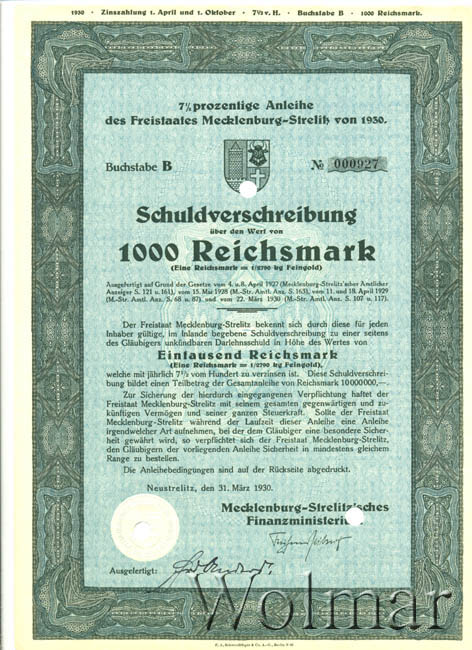 1930 · Zinszahlung 1. April und 1. Oktober · 7½ v. H. · Buchstabe B · 1000 Reichsmark.
7½ prozentige Anleihe
des Freistaates Mecklenburg-Strelitz von 1930.
Buchstabe B № 000927
Schuldverschreibung
über den Wert von
1000 Reichsmark
(Eine Reichsmark = 1/2790 kg Feingold)
Ausgefertigt auf Grund der Gesetze vom 4. u. 8. April 1927 (Mecklenburg-Strelitz'scher Amtlicher
Anzeiger S. 121 u. 161), vom 15. Mai 1928 (M.-Str. Amtl. Anz. S. 163), vom 11. und 18. April 1929
(M.-Str. Amtl. Anz. S. 68 u. 87) und vom 22. März 1930 (M.-Str. Amtl. Anz. S. 107 u. 117).
Der Freistaat Mecklenburg-Strelitz bekennt sich durch diese für jeden
Inhaber gültige, im Inlande begebene Schuldverschreibung zu einer seitens
des Gläubigers unkündbaren Darlehnsschuld in Höhe des Wertes von
Eintausend Reichsmark
(Eine Reichsmark = 1/2790 kg Feingold),
welche mit jährlich 7½ vom Hundert zu verzinsen ist. Diese Schuldverschrei-
bung bildet einen Teilbetrag der Gesamtanleihe von Reichsmark 10000000,—.
Zur Sicherung der hierdurch eingegangenen Verpflichtung haftet der
Freistaat Mecklenburg-Strelitz mit seinem gesamten gegenwärtigen und zu-
künftigen Vermögen und seiner ganzen Steuerkraft. Sollte der Freistaat
Mecklenburg-Strelitz während der Laufzeit dieser Anleihe eine Anleihe
irgendwelcher Art aufnehmen, bei der dem Gläubiger eine besondere Sicher-
heit gewährt wird, so verpflichtet sich der Freistaat Mecklenburg-Strelitz,
den Gläubigern der vorliegenden Anleihe Sicherheit in mindestens gleichem
Range zu bestellen.
Die Anleihebedingungen sind auf der Rückseite abgedruckt.
Neustrelitz, den 31. März 1930.
Mecklenburg-Strelitz'sches
Finanzministeri
Ausgefertigt:
Wolmar